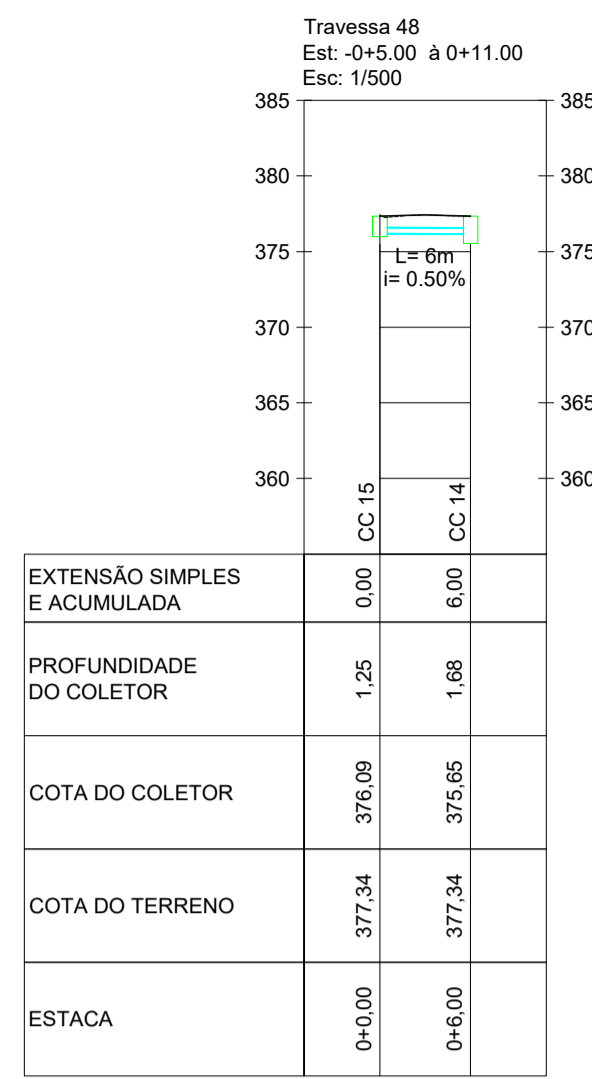 Travessa 48
Est: -0+5.00 à 0+11.00
Esc: 1/500
385 385
380 380
375 375
L= 6m
i= 0.50%
370 370
365 365
360 360
CC 15 CC 14
EXTENSÃO SIMPLES
E ACUMULADA
0,00 6,00
PROFUNDIDADE
DO COLETOR
1,25 1,68
COTA DO COLETOR 376,09 375,65
COTA DO TERRENO 377,34 377,34
ESTACA 0+0,00 0+6,00